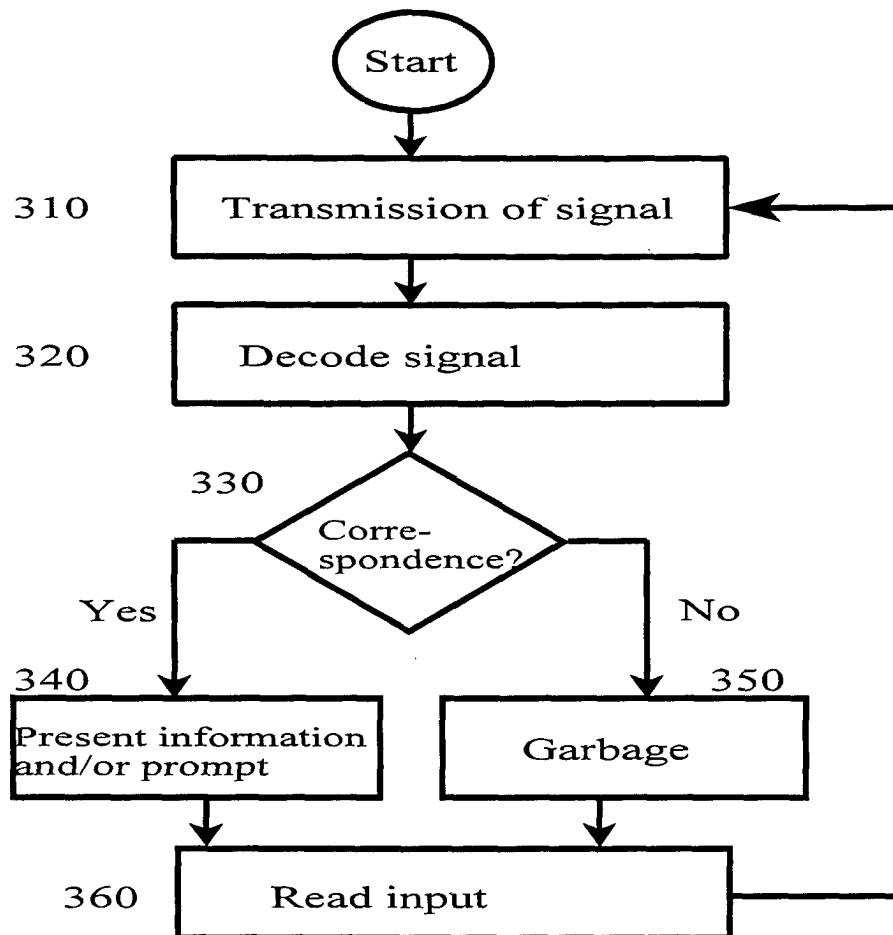 Start
310
Transmission of signal
320
Decode signal
330
Corre-
spondence?
Yes
No
340
350
Present information
and/or prompt
Garbage
360
Read input